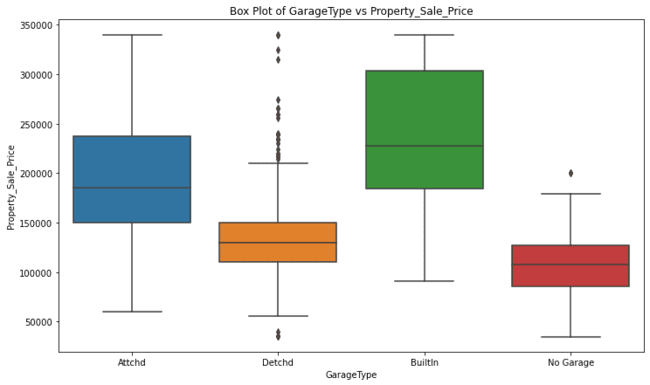 Box Plot of GarageType vs Property_Sale_Price
350000
300000
250000
200000
150000
100000
50000
Property_Sale_Price
Attchd Detchd BuiltIn No Garage
GarageType